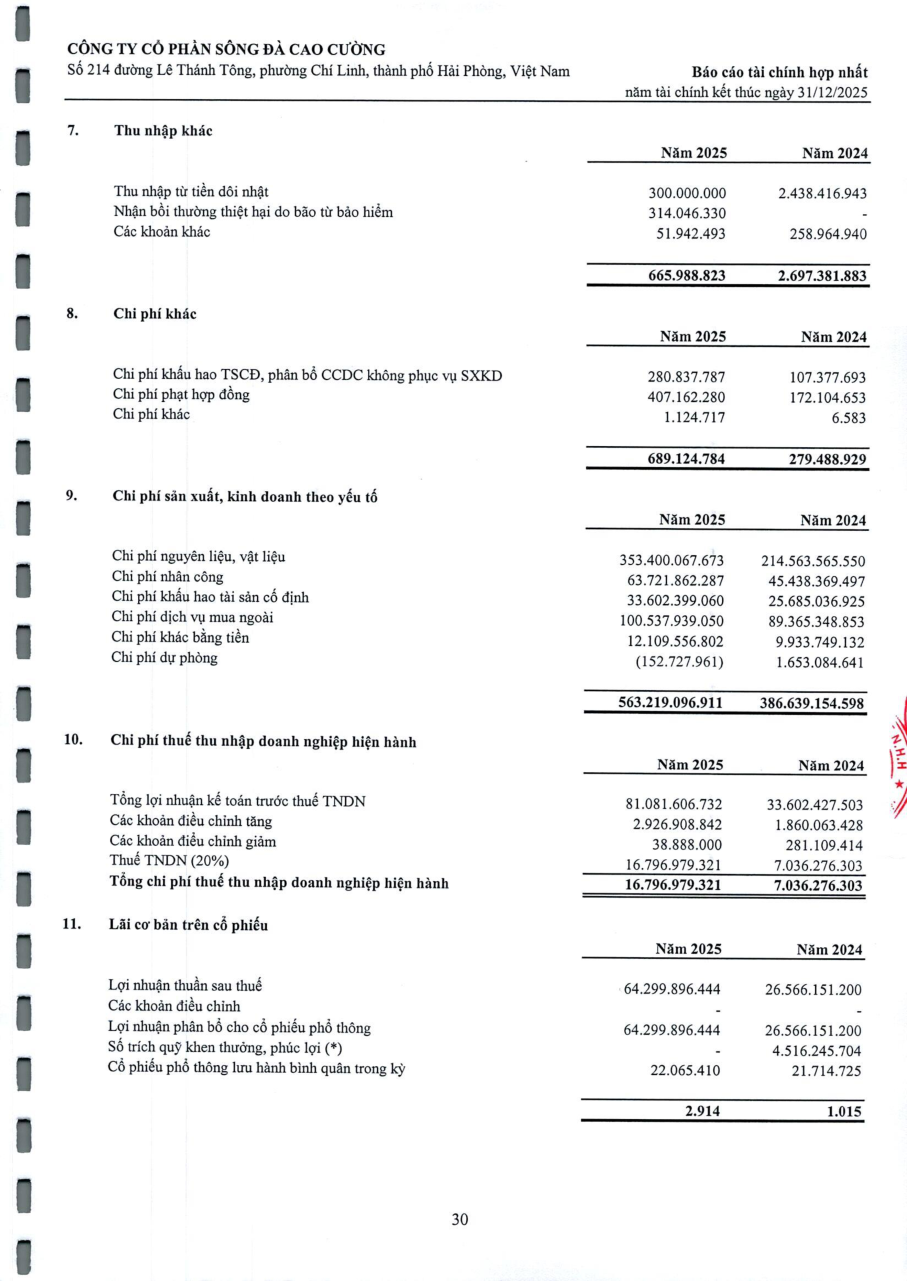 CÔNG TY CỔ PHẦN SÔNG ĐÀ CAO CƯỜNG
Số 214 đường Lê Thánh Tông, phường Chí Linh, thành phố Hải Phòng, Việt Nam
Báo cáo tài chính hợp nhất
năm tài chính kết thúc ngày 31/12/2025
7. Thu nhập khác
Năm 2025 Năm 2024
Thu nhập từ tiền dôi nhật 300.000.000 2.438.416.943
Nhận bồi thường thiệt hại do bão từ bảo hiểm 314.046.330 -
Các khoản khác 51.942.493 258.964.940
665.988.823 2.697.381.883
8. Chi phí khác
Năm 2025 Năm 2024
Chi phí khấu hao TSCĐ, phân bổ CCDC không phục vụ SXKD 280.837.787 107.377.693
Chi phí phạt hợp đồng 407.162.280 172.104.653
Chi phí khác 1.124.717 6.583
689.124.784 279.488.929
9. Chi phí sản xuất, kinh doanh theo yếu tố
Năm 2025 Năm 2024
Chi phí nguyên liệu, vật liệu 353.400.067.673 214.563.565.550
Chi phí nhân công 63.721.862.287 45.438.369.497
Chi phí khấu hao tài sản cố định 33.602.399.060 25.685.036.925
Chi phí dịch vụ mua ngoài 100.537.939.050 89.365.348.853
Chi phí khác bằng tiền 12.109.556.802 9.933.749.132
Chi phí dự phòng (152.727.961) 1.653.084.641
563.219.096.911 386.639.154.598
10. Chi phí thuế thu nhập doanh nghiệp hiện hành
Năm 2025 Năm 2024
Tổng lợi nhuận kế toán trước thuế TNDN 81.081.606.732 33.602.427.503
Các khoản điều chỉnh tăng 2.926.908.842 1.860.063.428
Các khoản điều chỉnh giảm 38.888.000 281.109.414
Thuế TNDN (20%) 16.796.979.321 7.036.276.303
Tổng chi phí thuế thu nhập doanh nghiệp hiện hành 16.796.979.321 7.036.276.303
11. Lãi cơ bản trên cổ phiếu
Năm 2025 Năm 2024
Lợi nhuận thuần sau thuế 64.299.896.444 26.566.151.200
Các khoản điều chỉnh - -
Lợi nhuận phân bổ cho cổ phiếu phổ thông 64.299.896.444 26.566.151.200
Số trích quỹ khen thưởng, phúc lợi (*) - 4.516.245.704
Cổ phiếu phổ thông lưu hành bình quân trong kỳ 22.065.410 21.714.725
2.914 1.015
30
N.H.H